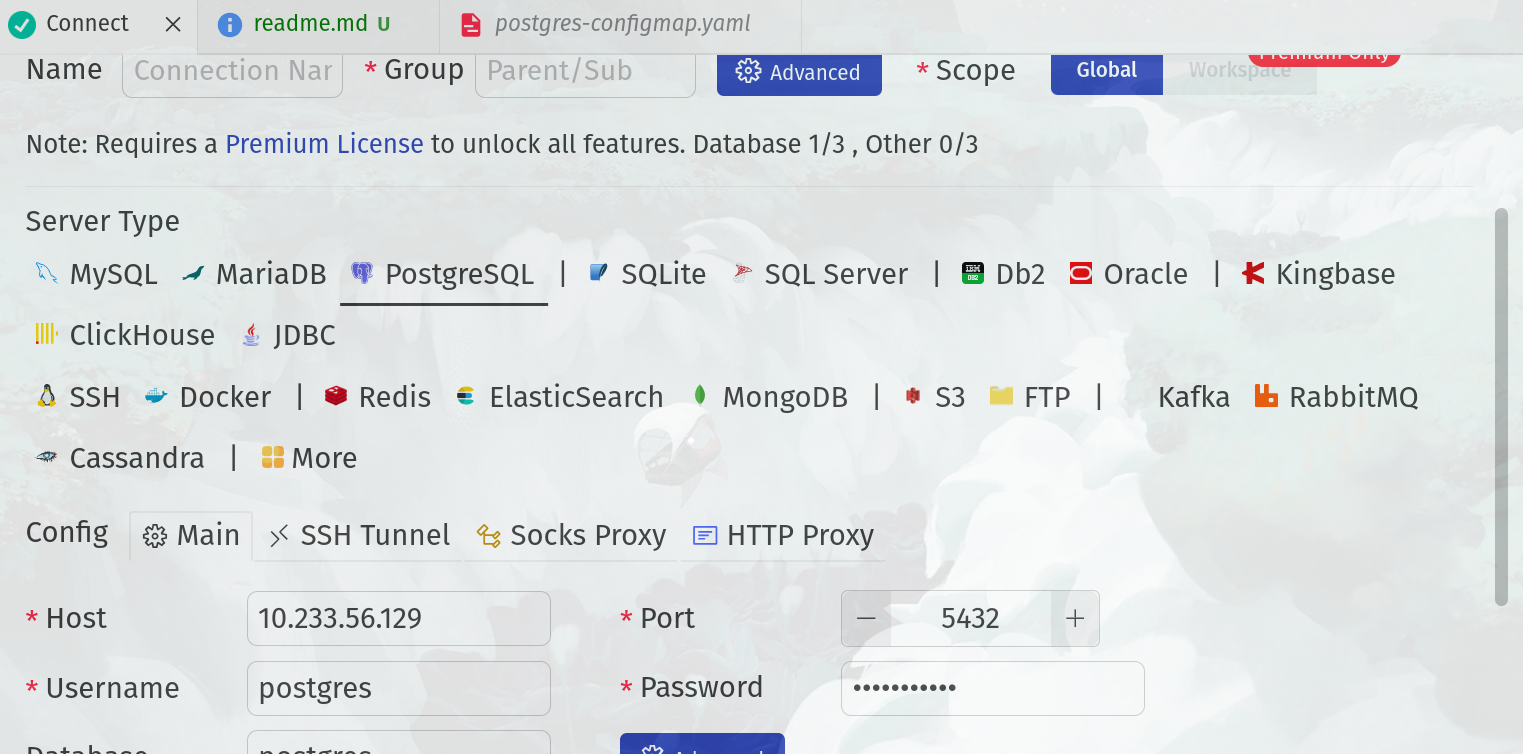 Connect readme.md U postgres-configmap.yaml
Name Connection Nar * Group Parent/Sub Advanced * Scope Global Workspace Premium Only
Note: Requires a Premium License to unlock all features. Database 1/3 , Other 0/3
Server Type
MySQL MariaDB PostgreSQL | SQLite SQL Server | Db2 Oracle | Kingbase
ClickHouse JDBC
SSH Docker | Redis ElasticSearch MongoDB | S3 FTP | Kafka RabbitMQ
Cassandra | More
Config Main SSH Tunnel Socks Proxy HTTP Proxy
* Host 10.233.56.129 * Port − 5432 +
* Username postgres * Password •••••••••••
Database postgres Advanced